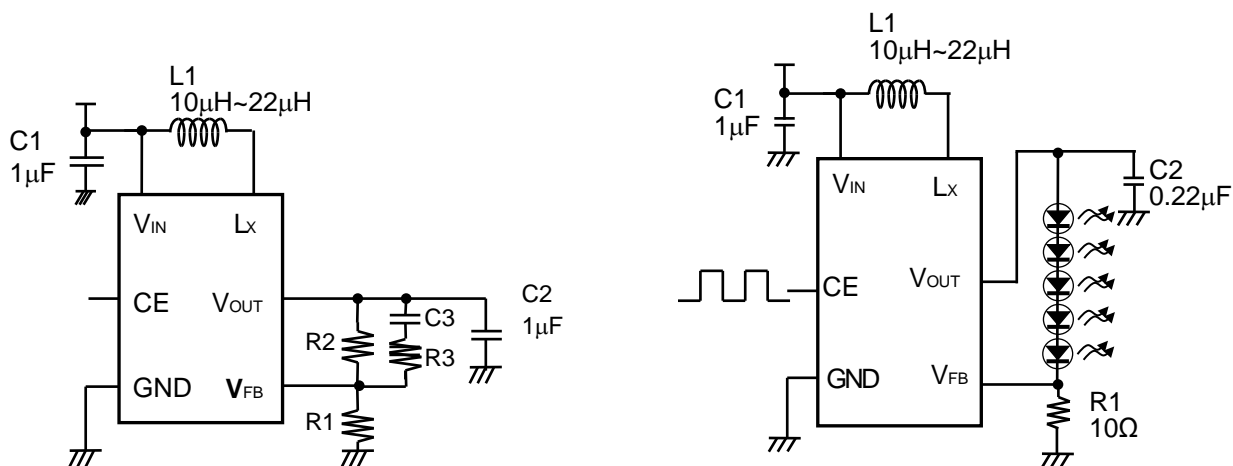 L1
10μH~22μH
C1
1μF
VIN
LX
CE
VOUT
GND
VFB
R2
C3
R3
R1
C2
1μF
L1
10μH~22μH
C1
1μF
VIN
LX
C2
0.22μF
CE
VOUT
GND
VFB
R1
10Ω